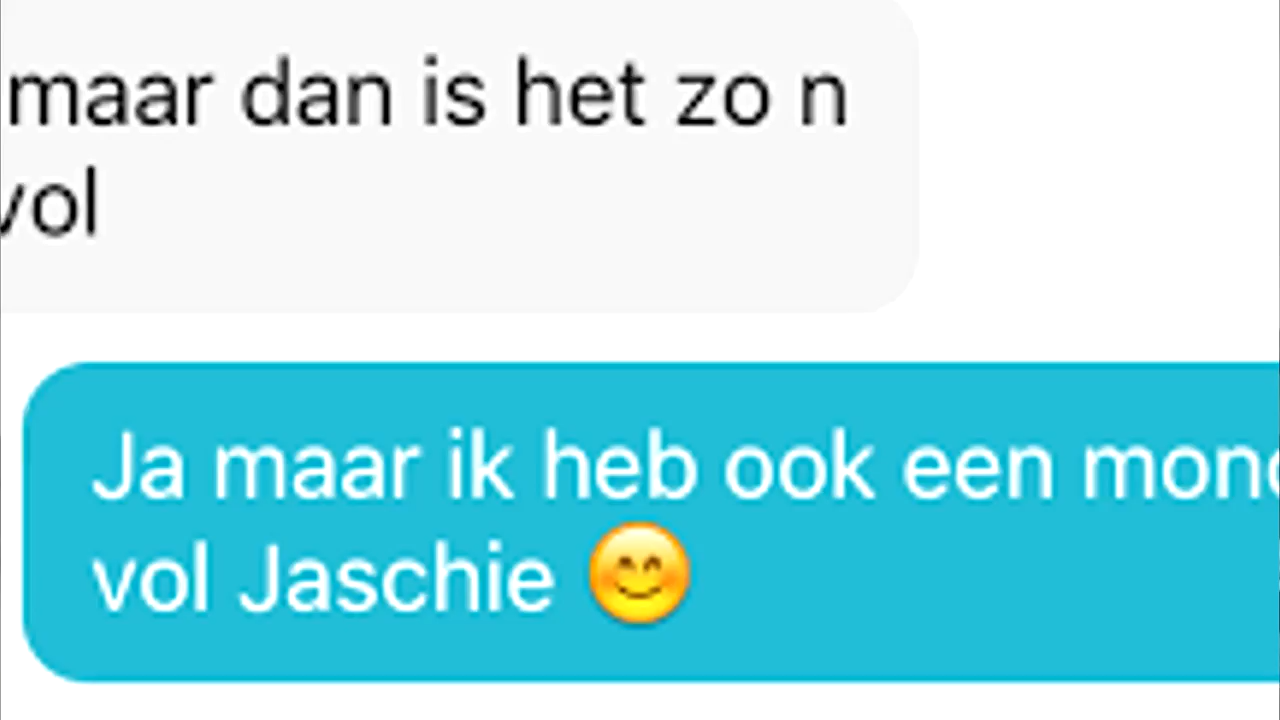 maar dan is het zo n
vol
Ja maar ik heb ook een
vol Jaschie 😊